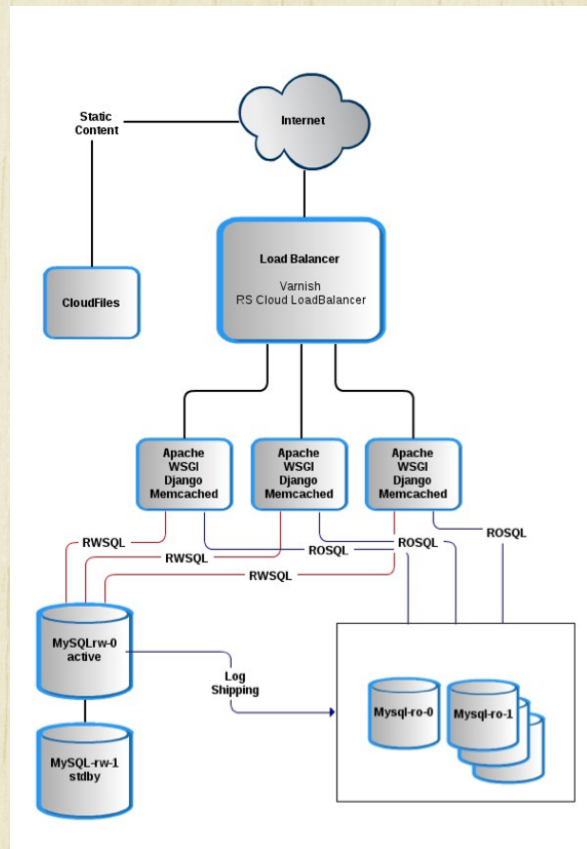 Static
Content
Internet
Load Balancer
Varnish
RS Cloud LoadBalancer
CloudFiles
Apache
WSGI
Django
Memcached
Apache
WSGI
Django
Memcached
Apache
WSGI
Django
Memcached
RWSQL
RWSQL
RWSQL
ROSQL
ROSQL
ROSQL
MySQLrw-0
active
Log
Shipping
Mysql-ro-0
Mysql-ro-1
MySQL-rw-1
stdby